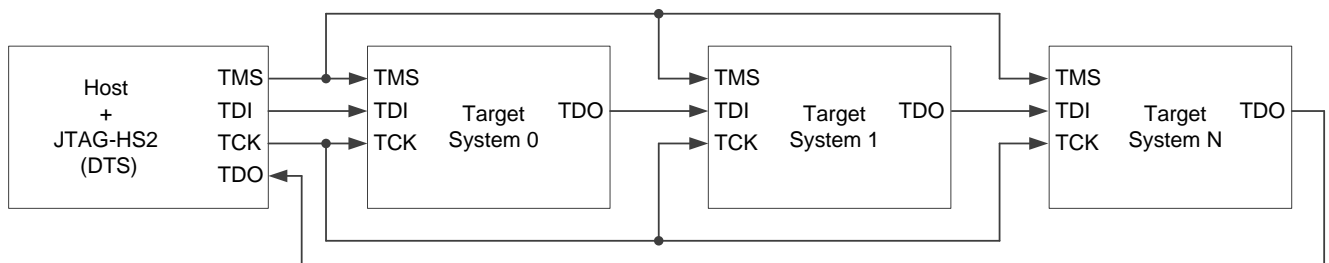 Host
+
JTAG-HS2
(DTS)
TMS
TDI
TCK
TDO
TMS
TDI
TCK
Target
System 0
TDO
TMS
TDI
TCK
Target
System 1
TDO
TMS
TDI
TCK
Target
System N
TDO